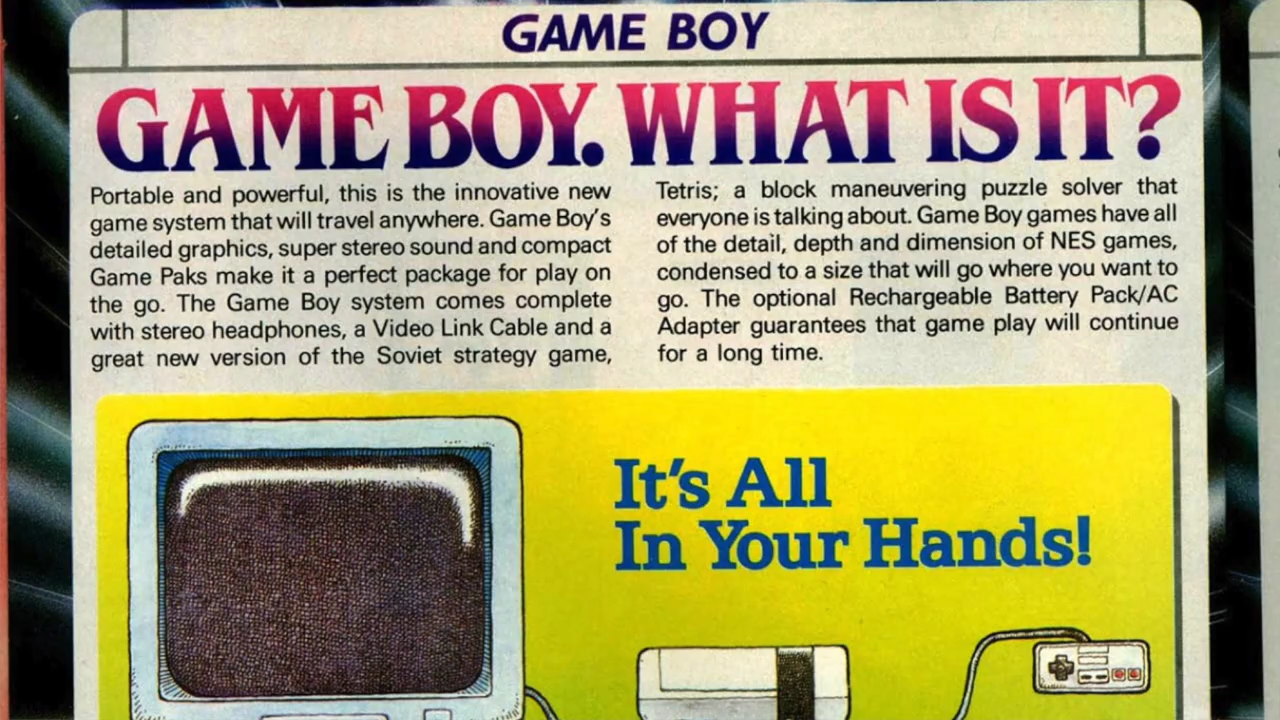 GAME BOY
GAME BOY. WHAT IS IT?
Portable and powerful, this is the innovative new
game system that will travel anywhere. Game Boy's
detailed graphics, super stereo sound and compact
Game Paks make it a perfect package for play on
the go. The Game Boy system comes complete
with stereo headphones, a Video Link Cable and a
great new version of the Soviet strategy game,
Tetris; a block maneuvering puzzle solver that
everyone is talking about. Game Boy games have all
of the detail, depth and dimension of NES games,
condensed to a size that will go where you want to
go. The optional Rechargeable Battery Pack/AC
Adapter guarantees that game play will continue
for a long time.
It's All
In Your Hands!